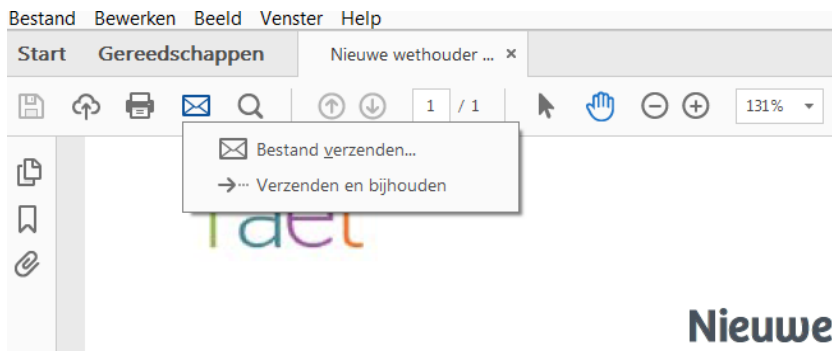 Bestand Bewerken Beeld Venster Help
Start Gereedschappen Nieuwe wethouder ... ×
1 / 1 131%
Bestand verzenden...
Verzenden en bijhouden
Nieuwe